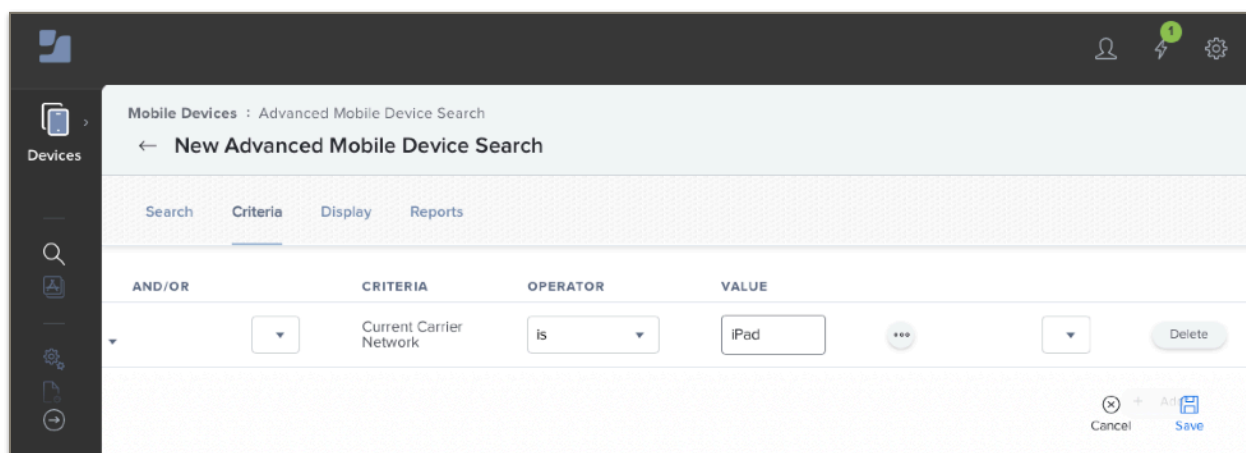 1
Mobile Devices : Advanced Mobile Device Search
← New Advanced Mobile Device Search
Devices
Search Criteria Display Reports
AND/OR CRITERIA OPERATOR VALUE
Current Carrier
Network
is
iPad
Delete
+
Cancel Save